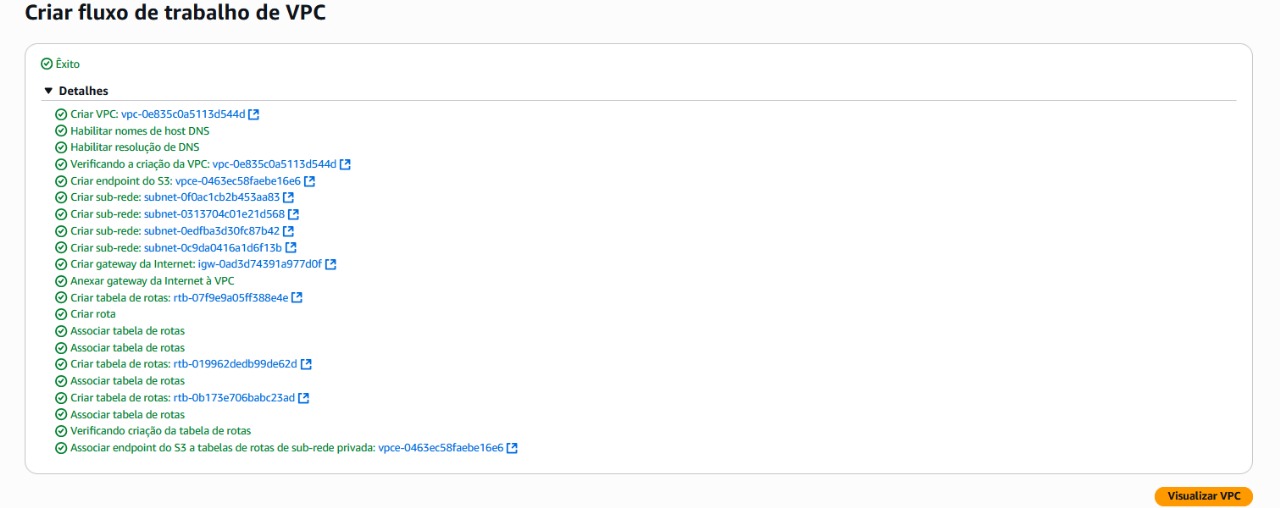 Criar fluxo de trabalho de VPC
Êxito
Detalhes
Criar VPC: vpc-0e835c0a5113d544d
Habilitar nomes de host DNS
Habilitar resolução de DNS
Verificando a criação da VPC: vpc-0e835c0a5113d544d
Criar endpoint do S3: vpce-0463ec58faebe16e6
Criar sub-rede: subnet-0f0ac1cb2b453aa83
Criar sub-rede: subnet-0313704c01e21d568
Criar sub-rede: subnet-0edfba3d30fc87b42
Criar sub-rede: subnet-0c9da0416a1d6f13b
Criar gateway da Internet: igw-0ad3d74391a977d0f
Anexar gateway da Internet à VPC
Criar tabela de rotas: rtb-07f9e9a05ff388e4e
Criar rota
Associar tabela de rotas
Associar tabela de rotas
Criar tabela de rotas: rtb-019962dedb99de62d
Associar tabela de rotas
Criar tabela de rotas: rtb-0b173e706babc23ad
Associar tabela de rotas
Verificando criação da tabela de rotas
Associar endpoint do S3 a tabelas de rotas de sub-rede privada: vpce-0463ec58faebe16e6
Visualizar VPC